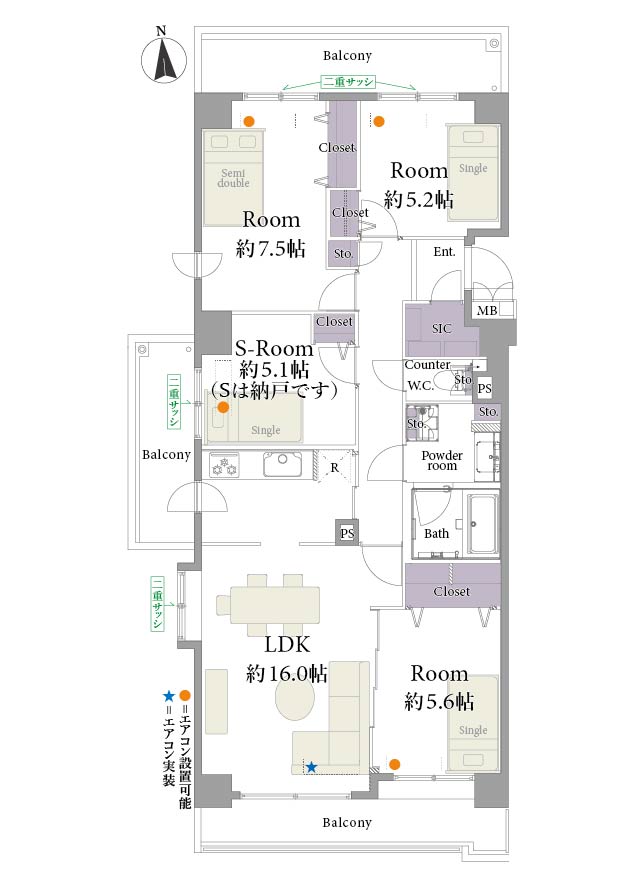 N
Balcony
二重サッシ
Closet
Room
約5.2帖
Single
Semi
double
Room
約7.5帖
Closet
Sto.
Ent.
MB
SIC
Closet
S-Room
約5.1帖
(Sは納戸です)
Single
二重サッシ
Balcony
Counter
W.C.
Sto.
PS
Sto.
Sto.
Powder
room
R
PS
Bath
Closet
二重サッシ
LDK
約16.0帖
Room
約5.6帖
Single
●=エアコン設置可能
★=エアコン実装
Balcony